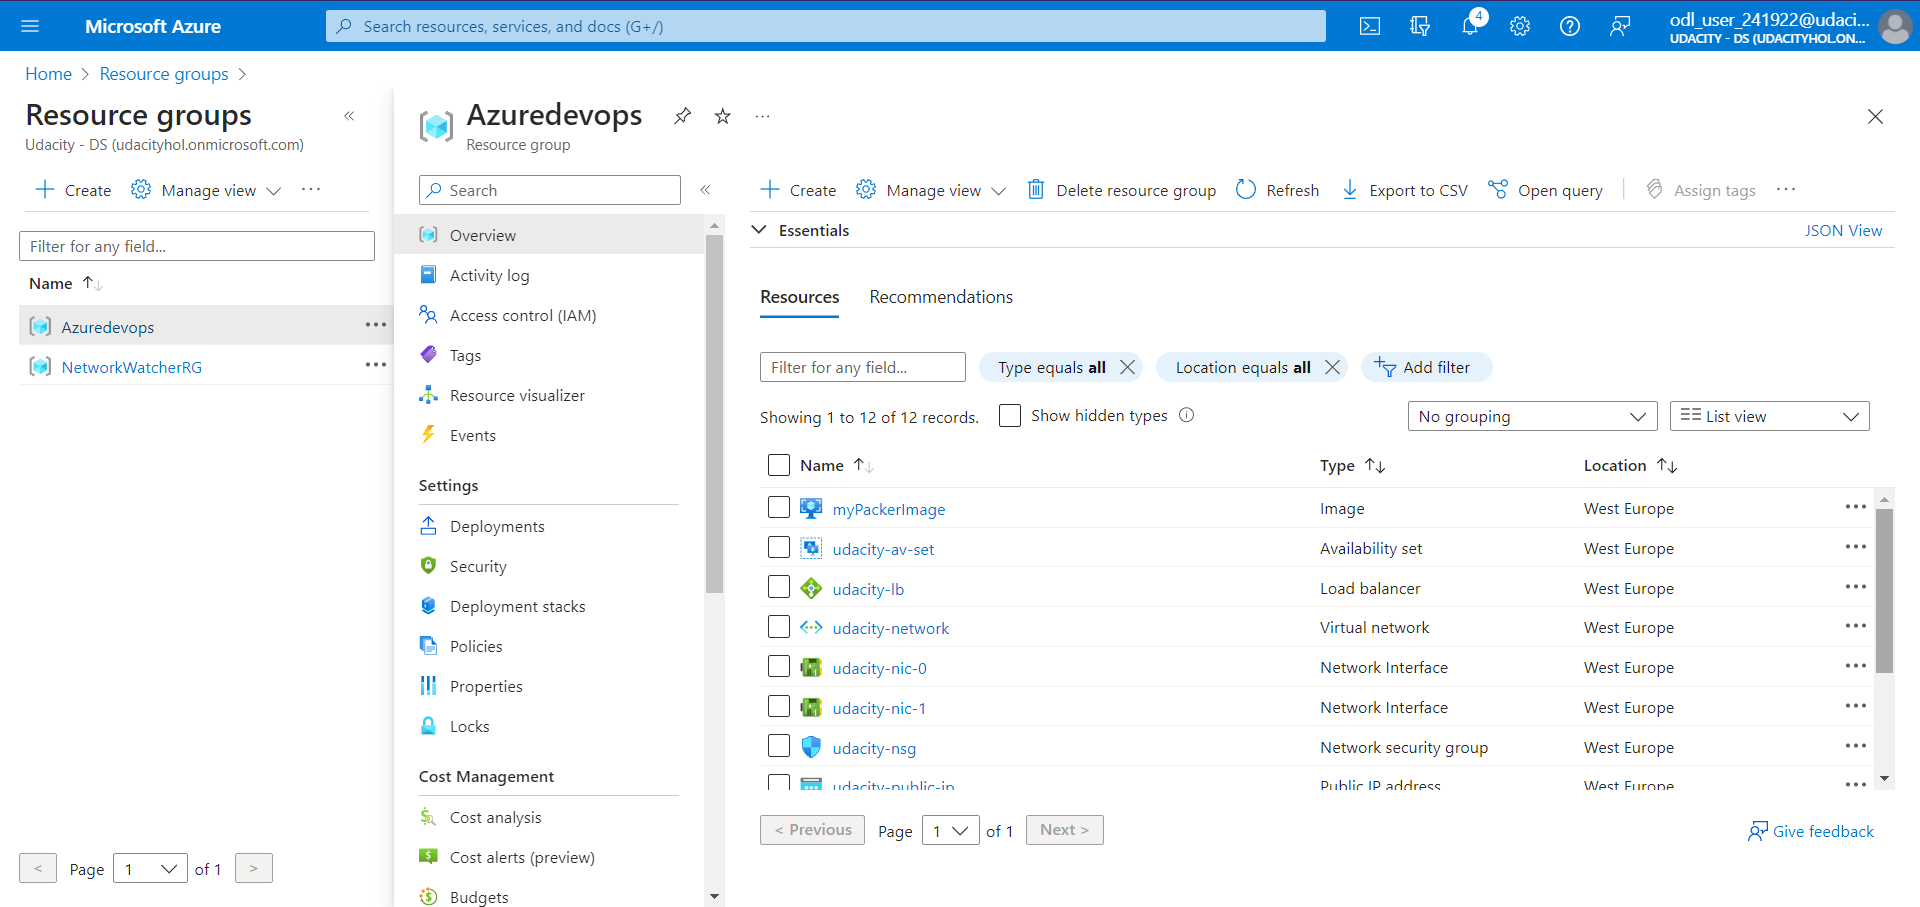 Microsoft Azure
Search resources, services, and docs (G+/)
4
odl_user_241922@udaci...
UDACITY - DS (UDACITYHOL.ON...
Home > Resource groups >
Resource groups
Udacity - DS (udacityhol.onmicrosoft.com)
Create Manage view ...
Filter for any field...
Name
Azuredevops
NetworkWatcherRG
< Page 1 of 1 >
Azuredevops
Resource group
Search
Overview
Activity log
Access control (IAM)
Tags
Resource visualizer
Events
Settings
Deployments
Security
Deployment stacks
Policies
Properties
Locks
Cost Management
Cost analysis
Cost alerts (preview)
Budgets
Create Manage view Delete resource group Refresh Export to CSV Open query Assign tags ...
Essentials JSON View
Resources Recommendations
Filter for any field... Type equals all Location equals all Add filter
Showing 1 to 12 of 12 records. Show hidden types No grouping List view
Name Type Location
myPackerImage Image West Europe
udacity-av-set Availability set West Europe
udacity-lb Load balancer West Europe
udacity-network Virtual network West Europe
udacity-nic-0 Network Interface West Europe
udacity-nic-1 Network Interface West Europe
udacity-nsg Network security group West Europe
udacity-public-ip Public IP address West Europe
< Previous Page 1 of 1 Next > Give feedback